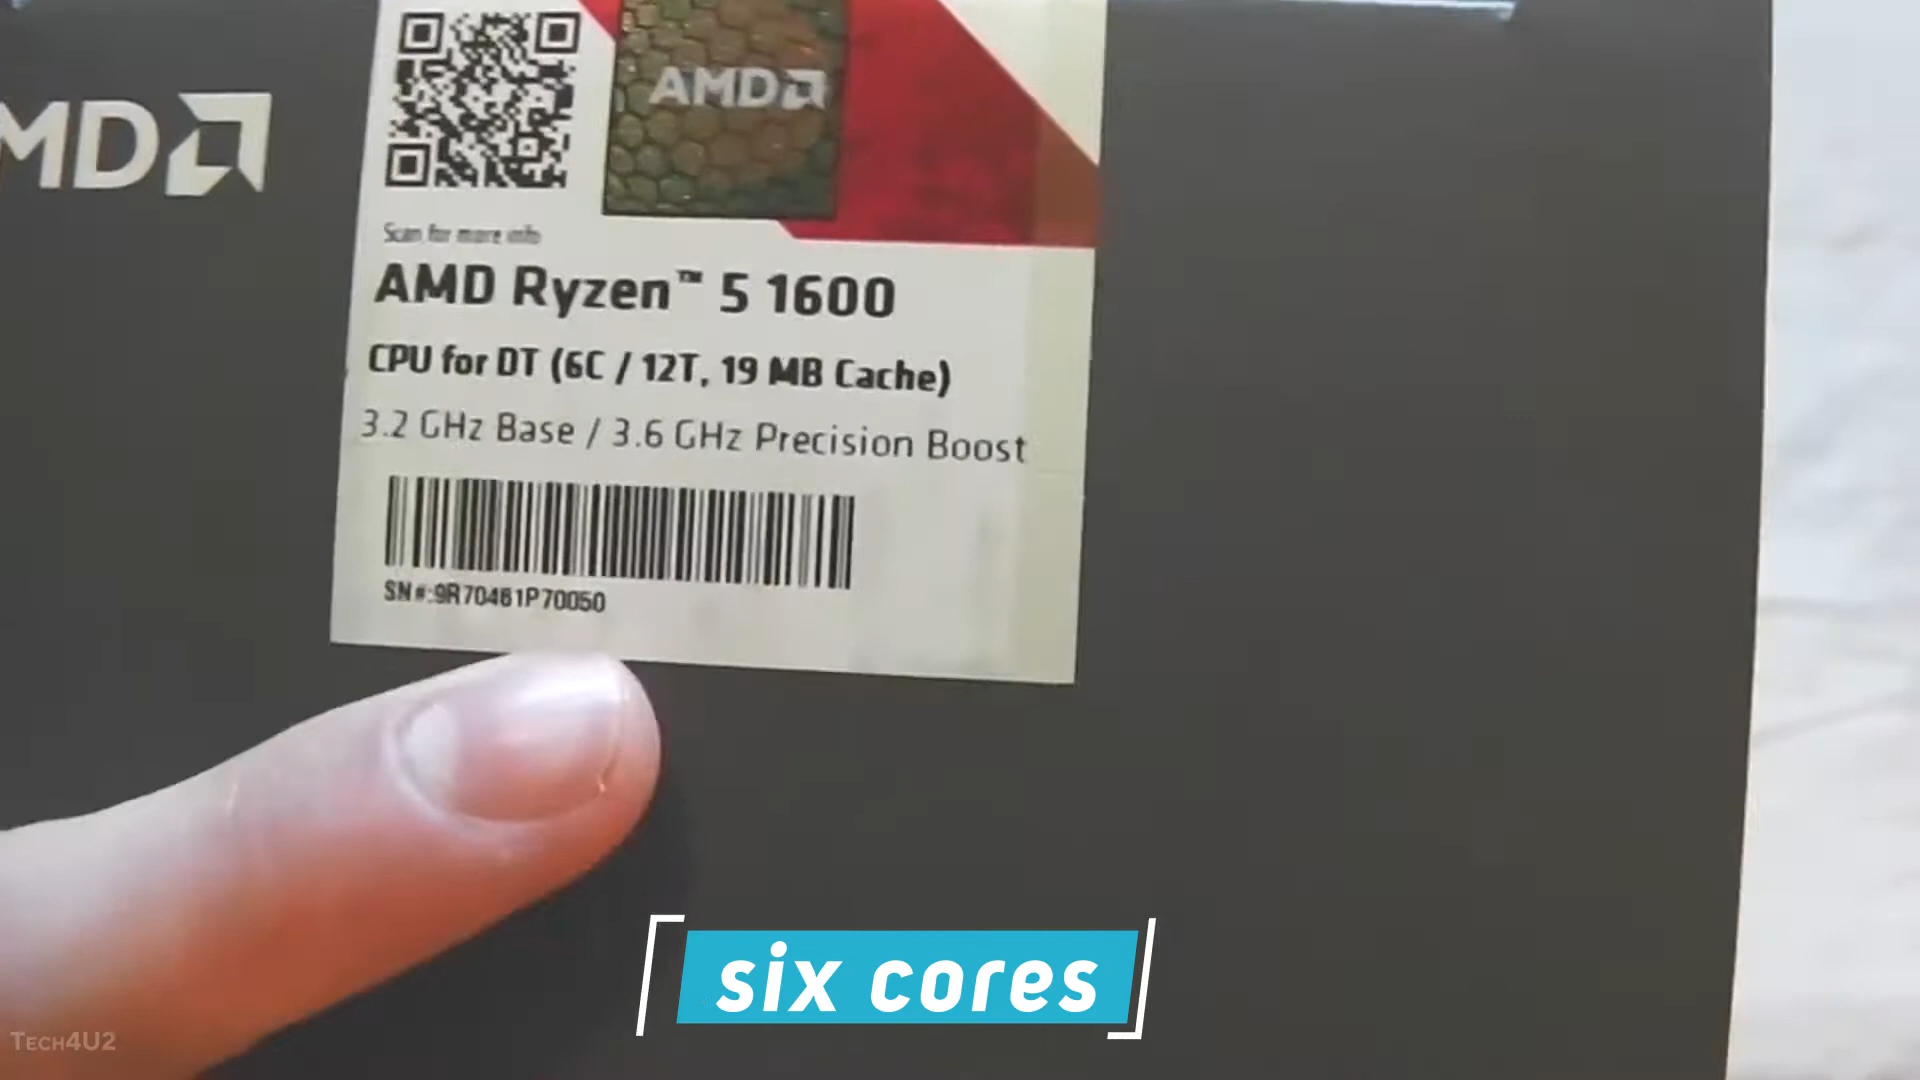 MD
AMD
Scan for more info
AMD Ryzen™ 5 1600
CPU for DT (6C / 12T, 19 MB Cache)
3.2 GHz Base / 3.6 GHz Precision Boost
SN#:9R70461P70050
six cores
TECH4U2